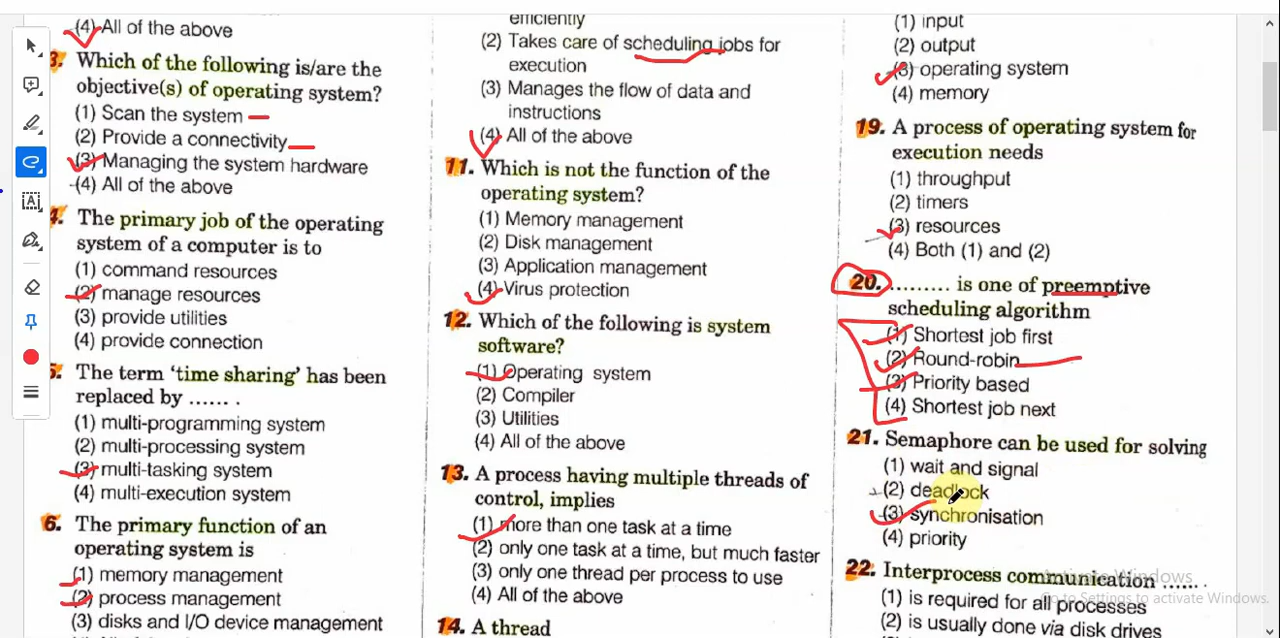 (4) All of the above
3. Which of the following is/are the
objective(s) of operating system?
(1) Scan the system
(2) Provide a connectivity
(3) Managing the system hardware
(4) All of the above
4. The primary job of the operating
system of a computer is to
(1) command resources
(2) manage resources
(3) provide utilities
(4) provide connection
5. The term ‘time sharing’ has been
replaced by ....... .
(1) multi-programming system
(2) multi-processing system
(3) multi-tasking system
(4) multi-execution system
6. The primary function of an
operating system is
(1) memory management
(2) process management
(3) disks and I/O device management
efficiently
(2) Takes care of scheduling jobs for
execution
(3) Manages the flow of data and
instructions
(4) All of the above
11. Which is not the function of the
operating system?
(1) Memory management
(2) Disk management
(3) Application management
(4) Virus protection
12. Which of the following is system
software?
(1) Operating system
(2) Compiler
(3) Utilities
(4) All of the above
13. A process having multiple threads of
control, implies
(1) more than one task at a time
(2) only one task at a time, but much faster
(3) only one thread per process to use
(4) All of the above
14. A thread
(1) input
(2) output
(3) operating system
(4) memory
19. A process of operating system for
execution needs
(1) throughput
(2) timers
(3) resources
(4) Both (1) and (2)
20. ......... is one of preemptive
scheduling algorithm
(1) Shortest job first
(2) Round-robin
(3) Priority based
(4) Shortest job next
21. Semaphore can be used for solving
(1) wait and signal
(2) deadlock
(3) synchronisation
(4) priority
22. Interprocess communication ...... .
(1) is required for all processes
(2) is usually done via disk drives
Activate Windows
Go to Settings to activate Windows.